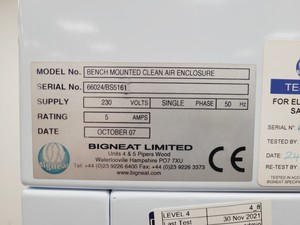 MODEL No. BENCH MOUNTED CLEAN AIR ENCLOSURE
SERIAL No. 66024/BS5161
SUPPLY 230 VOLTS SINGLE PHASE 50 Hz
RATING 5 AMPS
DATE OCTOBER 07
BIGNEAT LIMITED
Units 4 & 5 Pipers Wood
Waterlooville Hampshire PO7 7XU
Tel: +44 (0)23 9226 6400 Fax: +44 (0)23 9226 3373
www.bigneat.com
BIGNEAT
CE
TE
FOR EL
SERIAL N
TESTED BY:
DATE
RE-TEST BY
LEVEL 4
4_8
30 Nov 2021